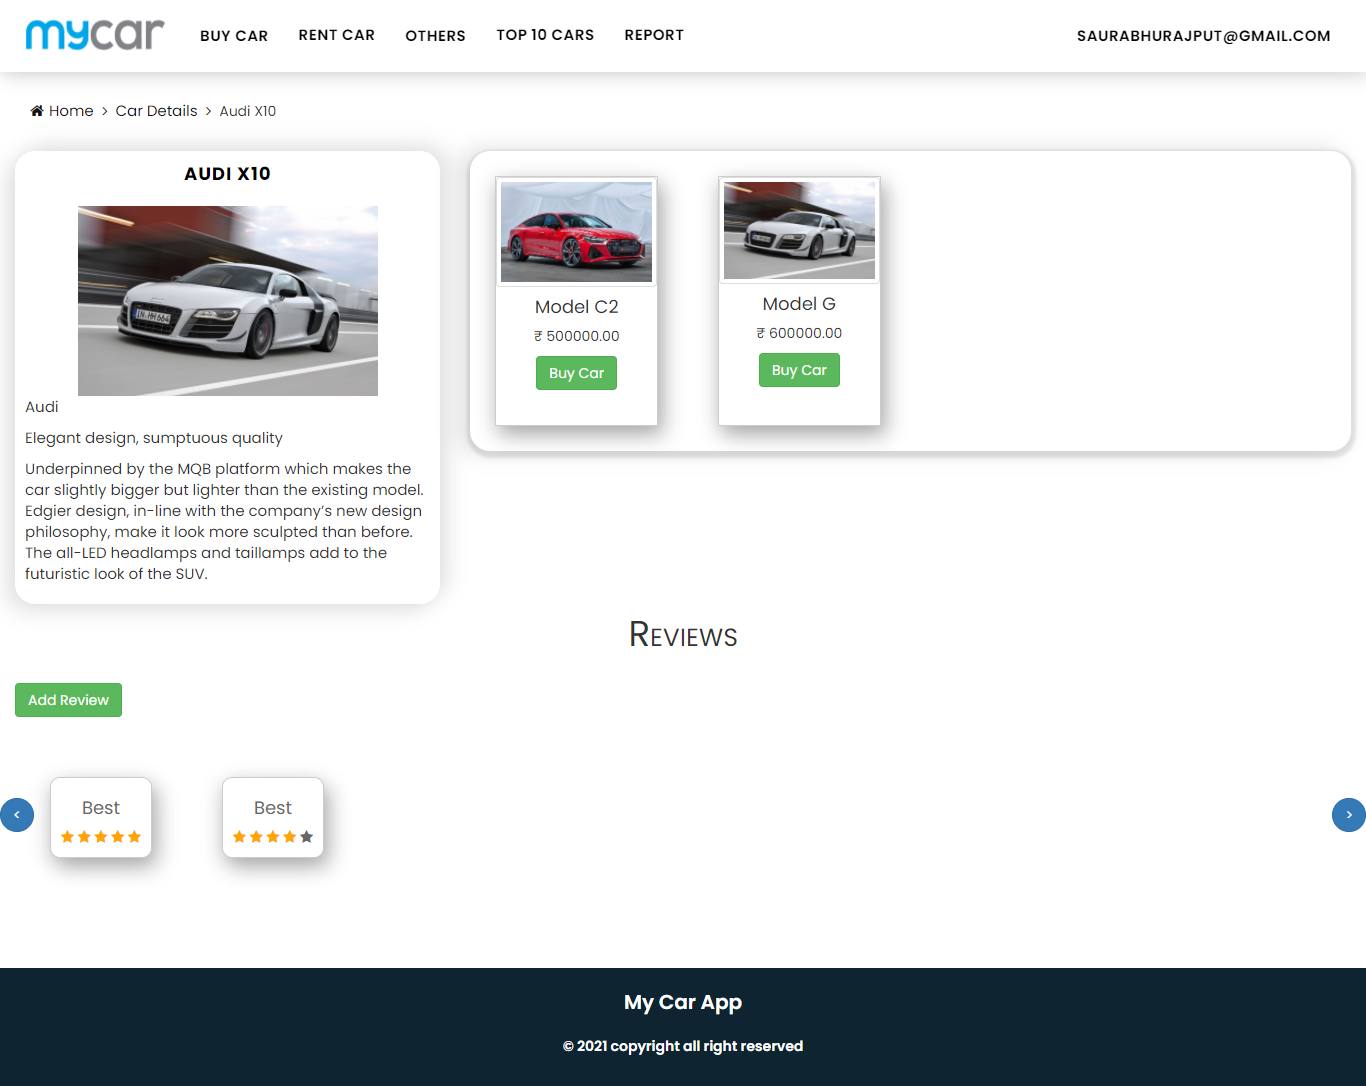 mycar
BUY CAR
RENT CAR
OTHERS
TOP 10 CARS
REPORT
SAURABHURAJPUT@GMAIL.COM
Home > Car Details > Audi X10
AUDI X10
IN·HH 664
Audi
Elegant design, sumptuous quality
Underpinned by the MQB platform which makes the
car slightly bigger but lighter than the existing model.
Edgier design, in-line with the company’s new design
philosophy, make it look more sculpted than before.
The all-LED headlamps and taillamps add to the
futuristic look of the SUV.
Model C2
₹ 500000.00
Buy Car
Model G
₹ 600000.00
Buy Car
Reviews
Add Review
<
Best
Best
>
My Car App
© 2021 copyright all right reserved